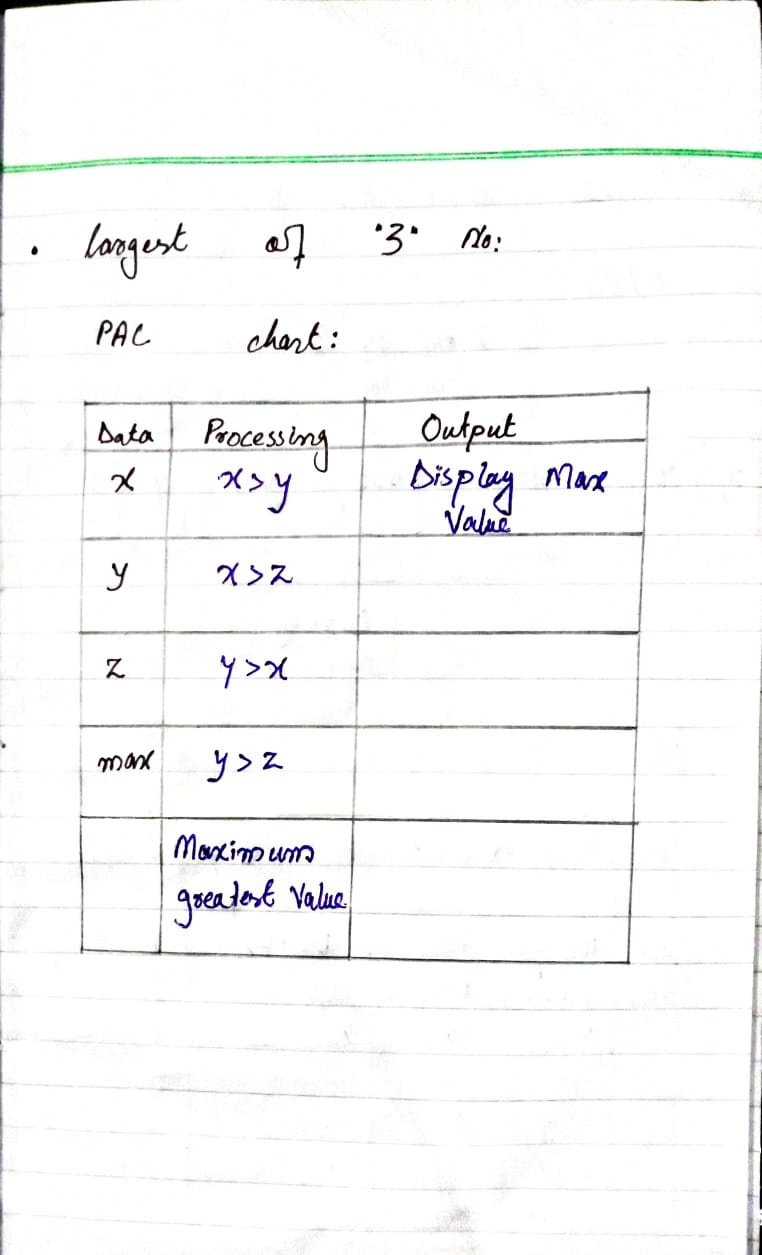 • largest of "3" No:
PAC chart:
Data Processing Output
x x>y Display Max
Value
y x>z
z y>x
max y>z
Maximum
greatest Value